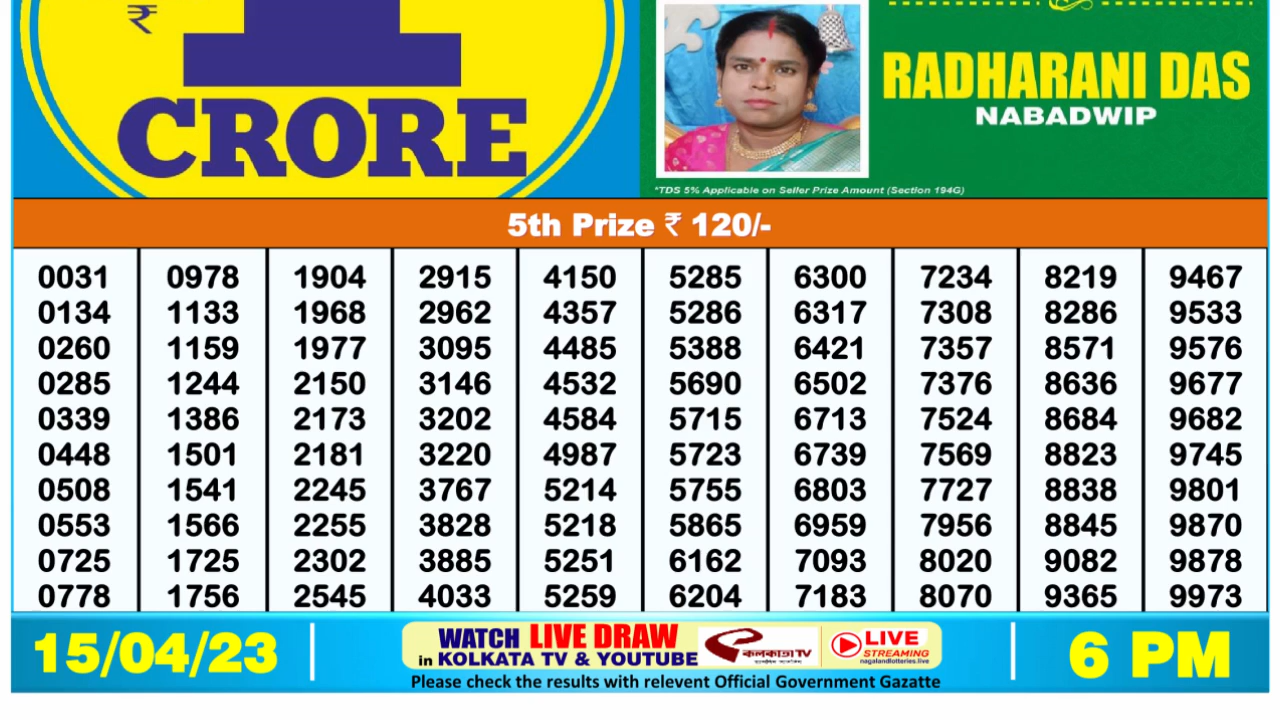 ₹
CRORE
RADHARANI DAS
NABADWIP
*TDS 5% Applicable on Seller Prize Amount (Section 194G)
5th Prize ₹ 120/-
0031 0978 1904 2915 4150 5285 6300 7234 8219 9467
0134 1133 1968 2962 4357 5286 6317 7308 8286 9533
0260 1159 1977 3095 4485 5388 6421 7357 8571 9576
0285 1244 2150 3146 4532 5690 6502 7376 8636 9677
0339 1386 2173 3202 4584 5715 6713 7524 8684 9682
0448 1501 2181 3220 4987 5723 6739 7569 8823 9745
0508 1541 2245 3767 5214 5755 6803 7727 8838 9801
0553 1566 2255 3828 5218 5865 6959 7956 8845 9870
0725 1725 2302 3885 5251 6162 7093 8020 9082 9878
0778 1756 2545 4033 5259 6204 7183 8070 9365 9973
15/04/23
WATCH LIVE DRAW
in KOLKATA TV & YOUTUBE
কলকাতা TV
LIVE
STREAMING
nagalandlotteries.live
Please check the results with relevent Official Government Gazatte
6 PM